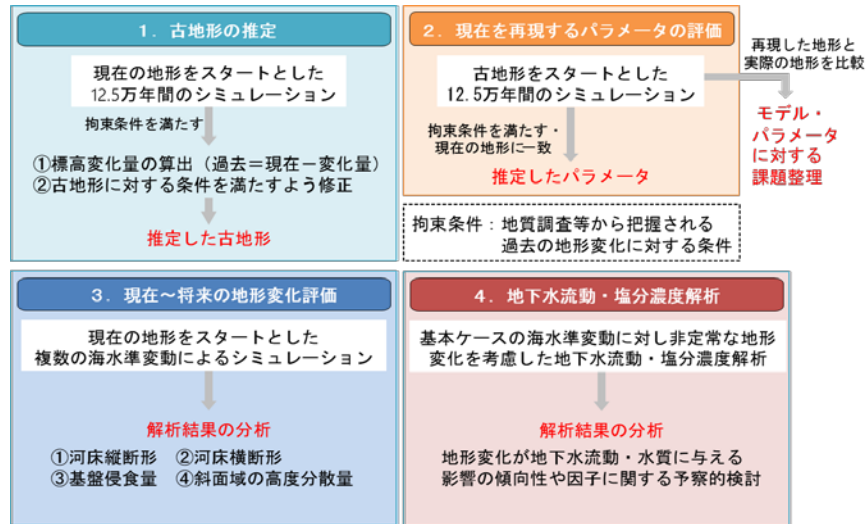 1. 古地形の推定
現在の地形をスタートとした
12.5万年間のシミュレーション
拘束条件を満たす
①標高変化量の算出（過去＝現在－変化量）
②古地形に対する条件を満たすよう修正
推定した古地形
2. 現在を再現するパラメータの評価
古地形をスタートとした
12.5万年間のシミュレーション
拘束条件を満たす・
現在の地形に一致
推定したパラメータ
再現した地形と
実際の地形を比較
モデル・
パラメータ
に対する
課題整理
拘束条件：地質調査等から把握される
過去の地形変化に対する条件
3. 現在～将来の地形変化評価
現在の地形をスタートとした
複数の海水準変動によるシミュレーション
解析結果の分析
①河床縦断形 ②河床横断形
③基盤侵食量 ④斜面域の高度分散量
4. 地下水流動・塩分濃度解析
基本ケースの海水準変動に対し非定常な地形
変化を考慮した地下水流動・塩分濃度解析
解析結果の分析
地形変化が地下水流動・水質に与える
影響の傾向性や因子に関する予察的検討